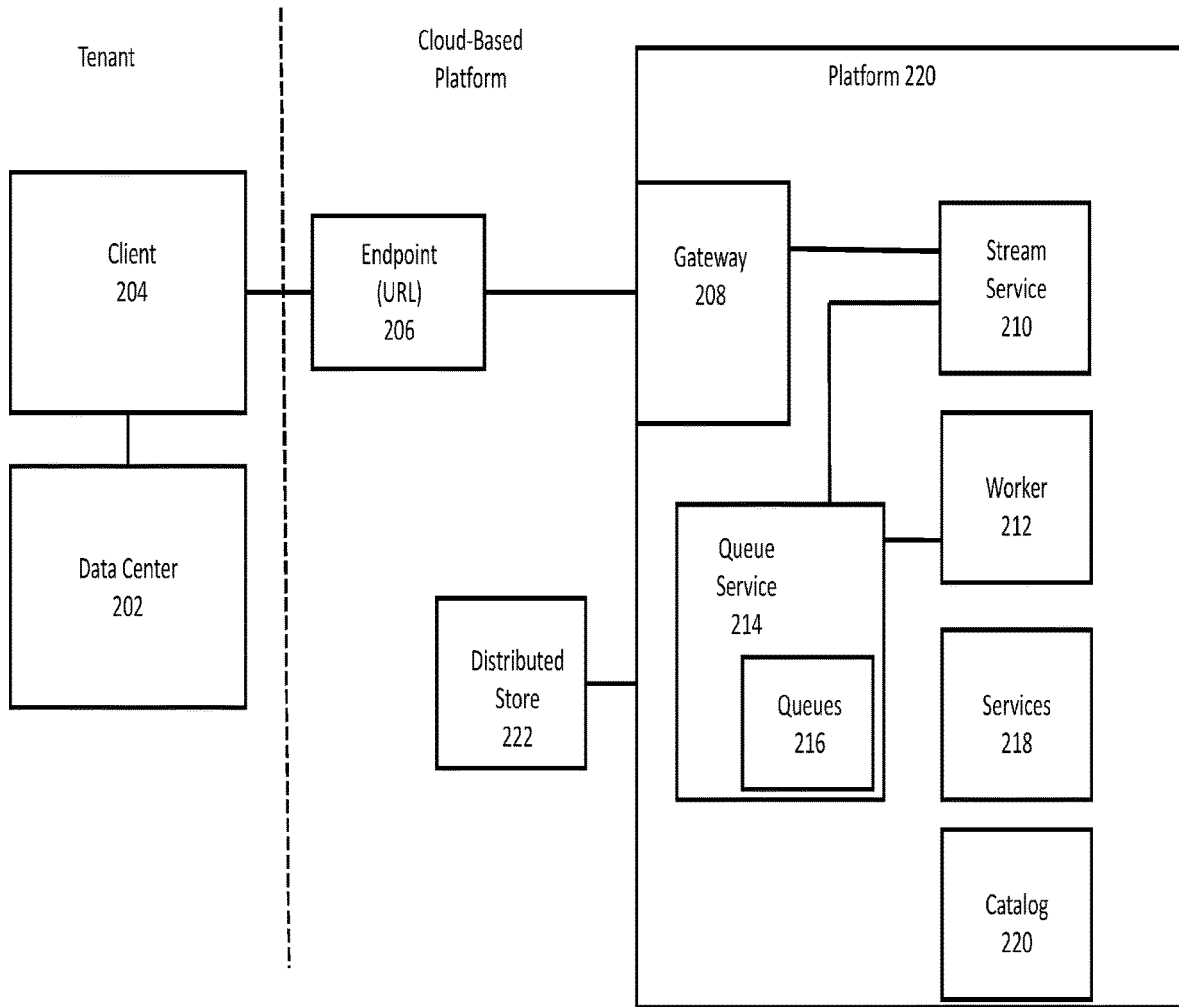 Tenant
Cloud-Based
Platform
Platform 220
Client
204
Endpoint
(URL)
206
Gateway
208
Stream
Service
210
Data Center
202
Worker
212
Queue
Service
214
Queues
216
Distributed
Store
222
Services
218
Catalog
220